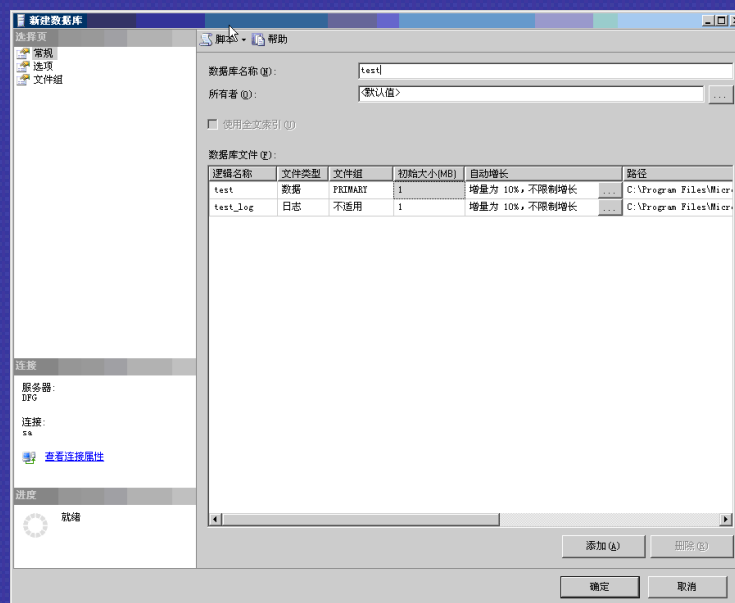 新建数据库
选择页
常规
选项
文件组
脚本 帮助
数据库名称(N):
test
所有者(O):
<默认值>
...
使用全文索引(U)
数据库文件(F):
逻辑名称 文件类型 文件组 初始大小(MB) 自动增长 路径
test 数据 PRIMARY 1 增量为 10%，不限制增长 ... C:\Program Files\Micr
test_log 日志 不适用 1 增量为 10%，不限制增长 ... C:\Program Files\Micr
连接
服务器:
DFG
连接:
sa
查看连接属性
进度
就绪
添加(A) 删除(R)
确定 取消